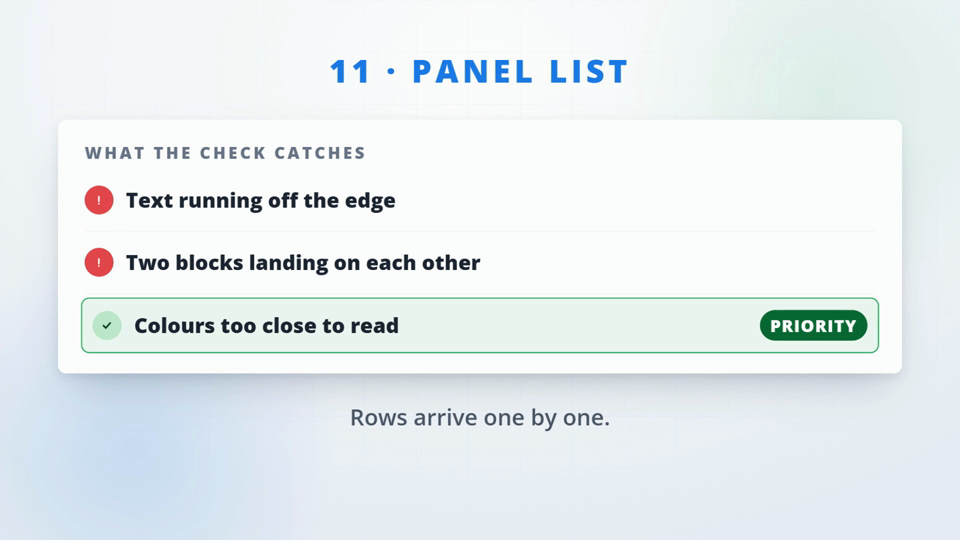 11 · PANEL LIST
WHAT THE CHECK CATCHES
! Text running off the edge
! Two blocks landing on each other
✓ Colours too close to read PRIORITY
Rows arrive one by one.